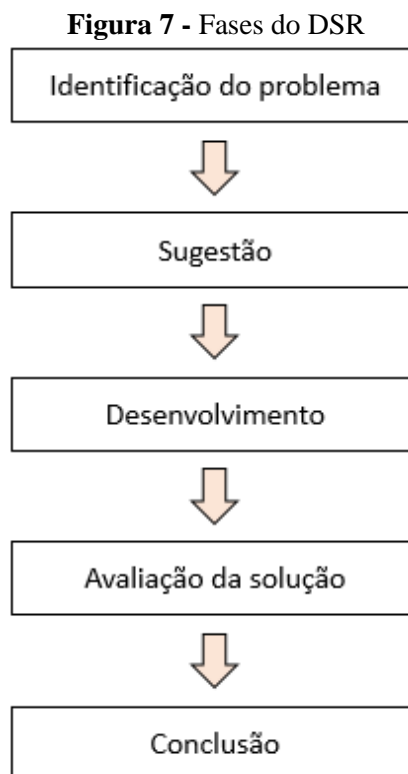 Figura 7 - Fases do DSR
Identificação do problema
Sugestão
Desenvolvimento
Avaliação da solução
Conclusão